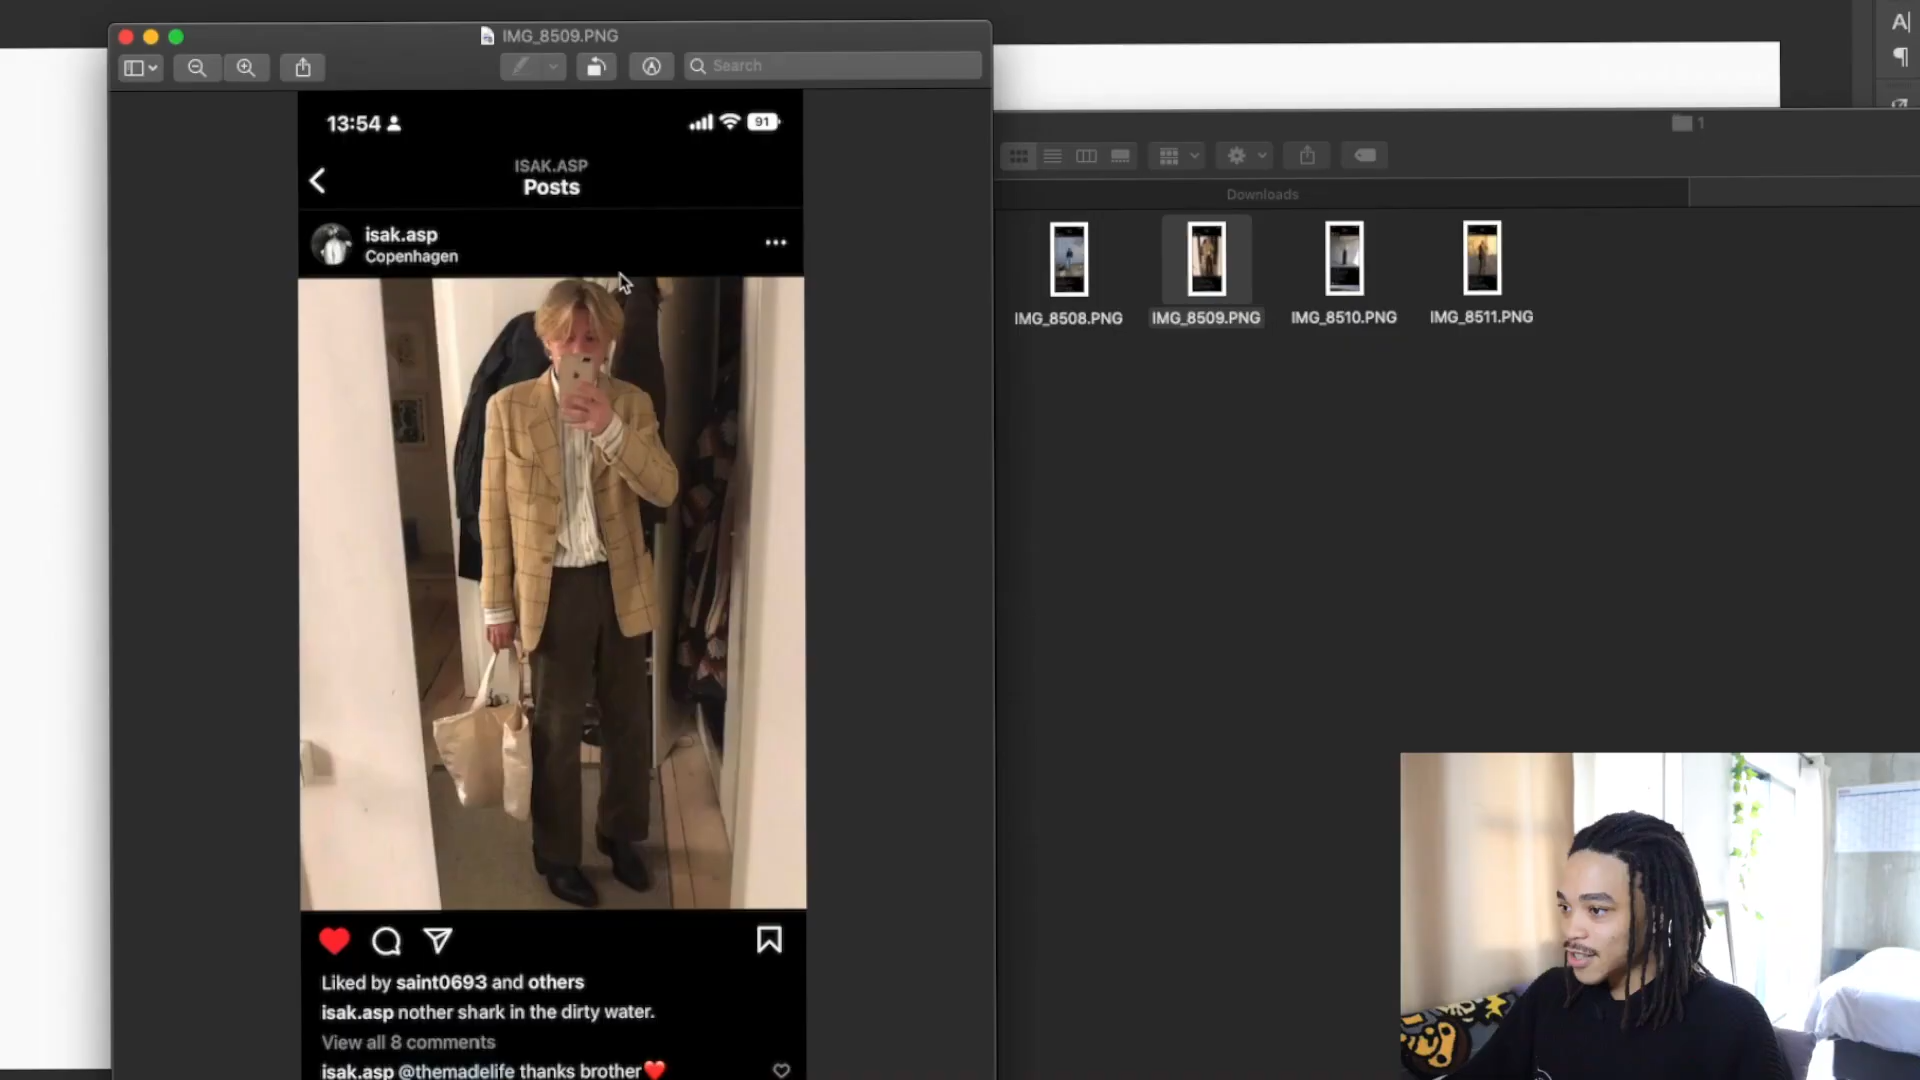 IMG_8509.PNG
Search
13:54
91
ISAK.ASP
Posts
isak.asp
Copenhagen
Liked by saint0693 and others
isak.asp nother shark in the dirty water.
View all 8 comments
isak.asp @themadelife thanks brother❤️
1
Downloads
IMG_8508.PNG
IMG_8509.PNG
IMG_8510.PNG
IMG_8511.PNG
A
¶